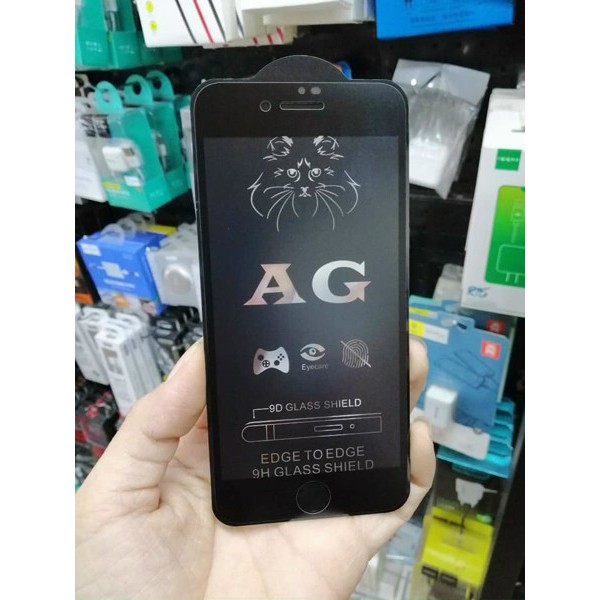 AG
Eyecare
9D GLASS SHIELD
EDGE TO EDGE
9H GLASS SHIELD